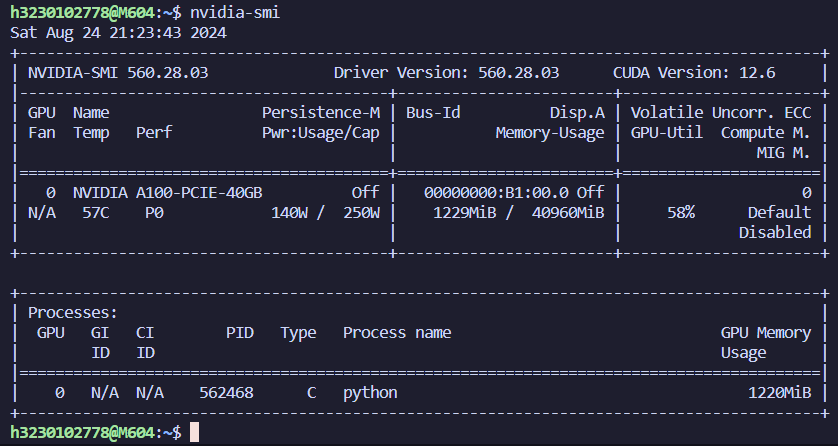 h3230102778@M604:~$ nvidia-smi
Sat Aug 24 21:23:43 2024
+-----------------------------------------------------------------------------------------+
| NVIDIA-SMI 560.28.03              Driver Version: 560.28.03      CUDA Version: 12.6     |
|-----------------------------------------+------------------------+----------------------+
| GPU  Name                 Persistence-M | Bus-Id          Disp.A | Volatile Uncorr. ECC |
| Fan  Temp   Perf          Pwr:Usage/Cap |           Memory-Usage | GPU-Util  Compute M. |
|                                         |                        |               MIG M. |
|=========================================+========================+======================|
|   0  NVIDIA A100-PCIE-40GB          Off |   00000000:B1:00.0 Off |                    0 |
| N/A   57C    P0            140W /  250W |    1229MiB /  40960MiB |     58%      Default |
|                                         |                        |             Disabled |
+-----------------------------------------+------------------------+----------------------+

+-----------------------------------------------------------------------------------------+
| Processes:                                                                              |
|  GPU   GI   CI        PID   Type   Process name                              GPU Memory |
|        ID   ID                                                               Usage      |
|=========================================================================================|
|    0   N/A  N/A    562468      C   python                                       1220MiB |
+-----------------------------------------------------------------------------------------+
h3230102778@M604:~$